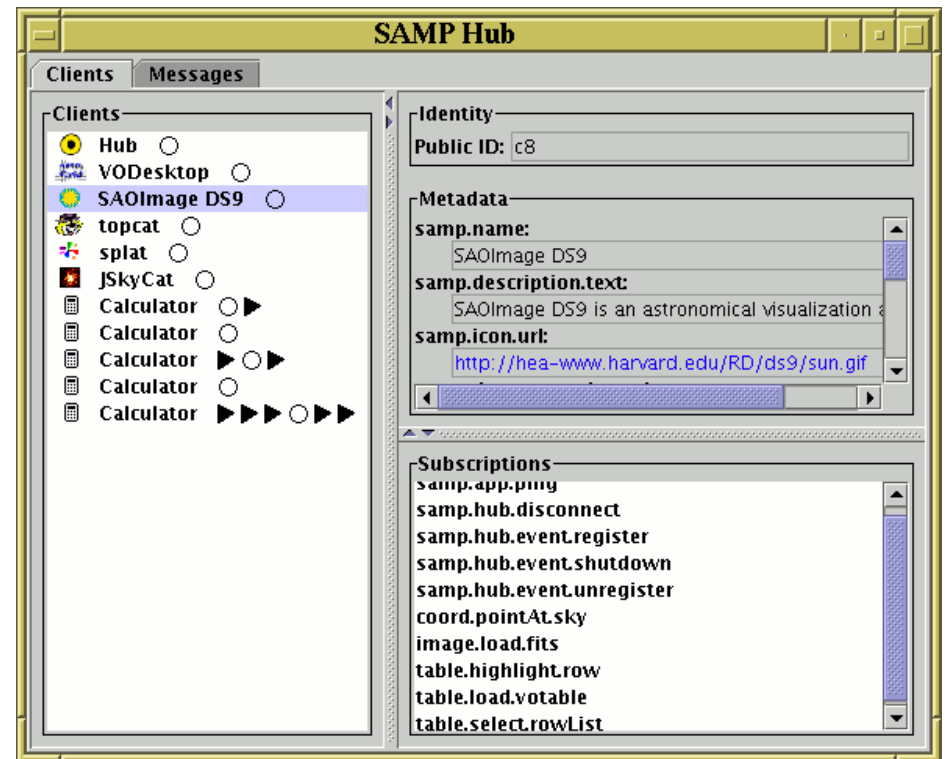 SAMP Hub
Clients Messages
Clients
Hub
VODesktop
SAOImage DS9
topcat
splat
JSkyCat
Calculator
Calculator
Calculator
Calculator
Calculator
Identity
Public ID: c8
Metadata
samp.name:
SAOImage DS9
samp.description.text:
SAOImage DS9 is an astronomical visualization
samp.icon.url:
http://hea-www.harvard.edu/RD/ds9/sun.gif
Subscriptions
samp.app.ping
samp.hub.disconnect
samp.hub.event.register
samp.hub.event.shutdown
samp.hub.event.unregister
coord.pointAt.sky
image.load.fits
table.highlight.row
table.load.votable
table.select.rowList